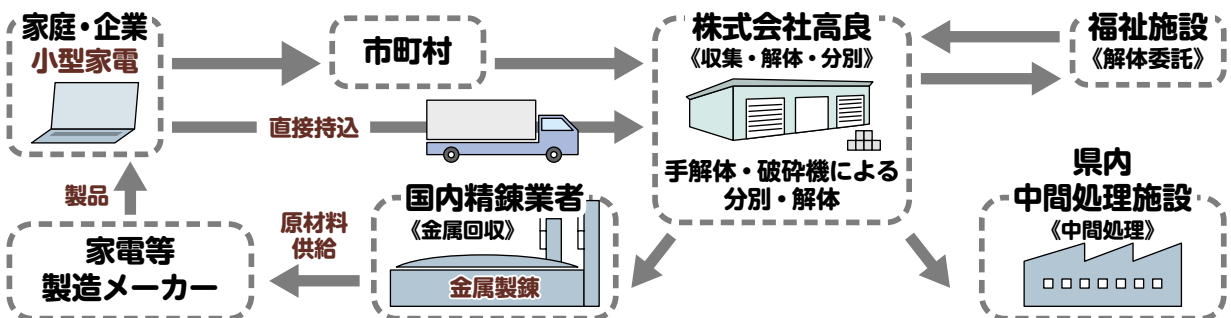 家庭・企業
小型家電
市町村
直接持込
株式会社高良
《収集・解体・分別》
手解体・破砕機による
分別・解体
福祉施設
《解体委託》
県内
中間処理施設
《中間処理》
国内精錬業者
《金属回収》
金属製錬
原材料
供給
家電等
製造メーカー
製品